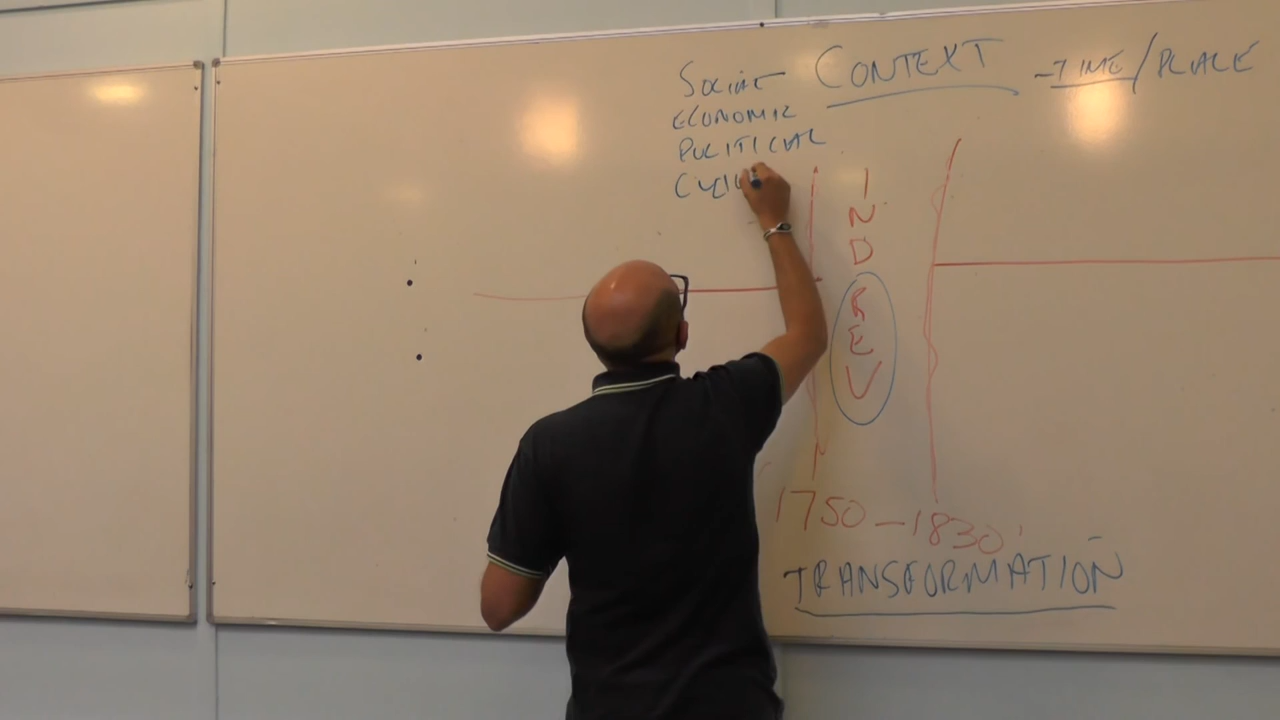 CONTEXT - TIME/PLACE
SOCIAL
ECONOMIC
POLITICAL
IND
REV
1750-1830'
TRANSFORMATION